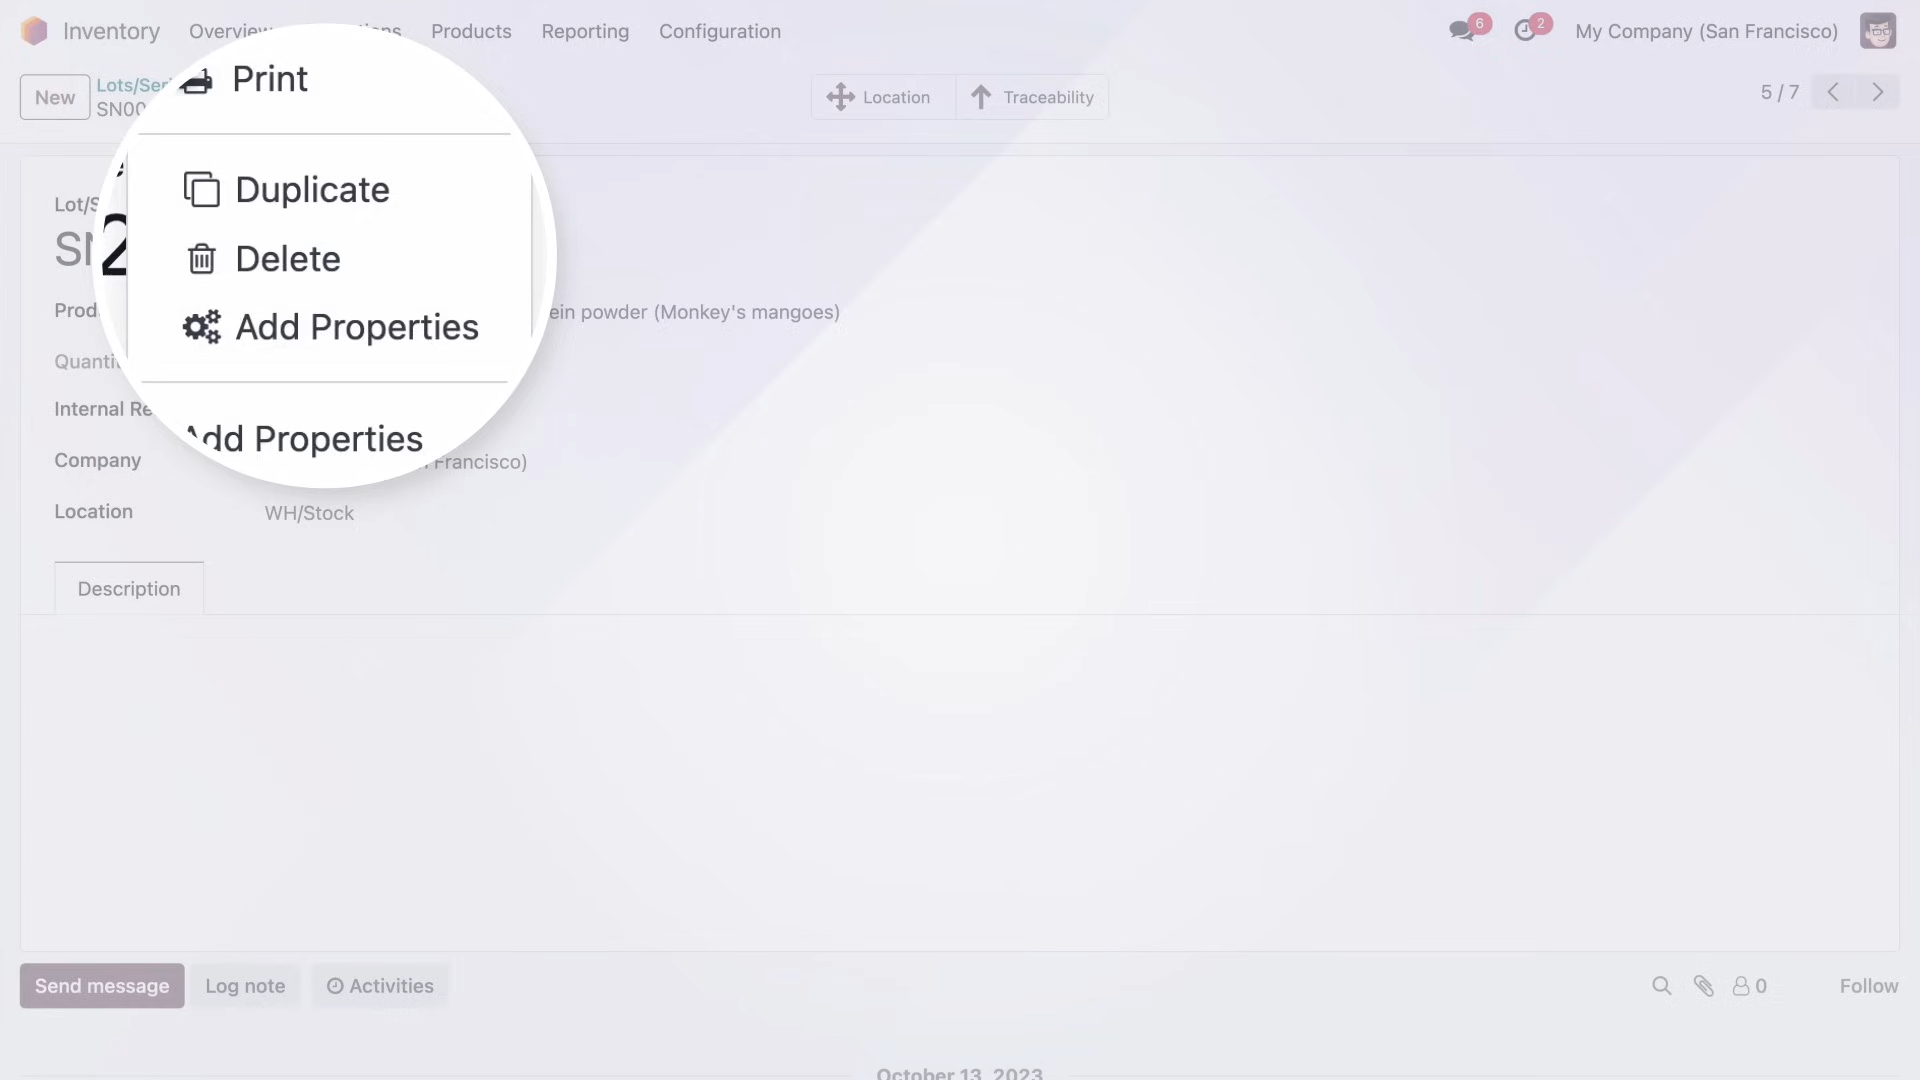 Inventory Overview Products Reporting Configuration 6 2 My Company (San Francisco)
Print
New Lots/Ser Location Traceability 5 / 7
SN00
Duplicate
Lot/S
SN
2
Delete
Prod ein powder (Monkey's mangoes)
Add Properties
Quanti
Internal Re
Add Properties
Company Francisco)
Location WH/Stock
Description
Send message Log note Activities 0 Follow
October 13, 2023